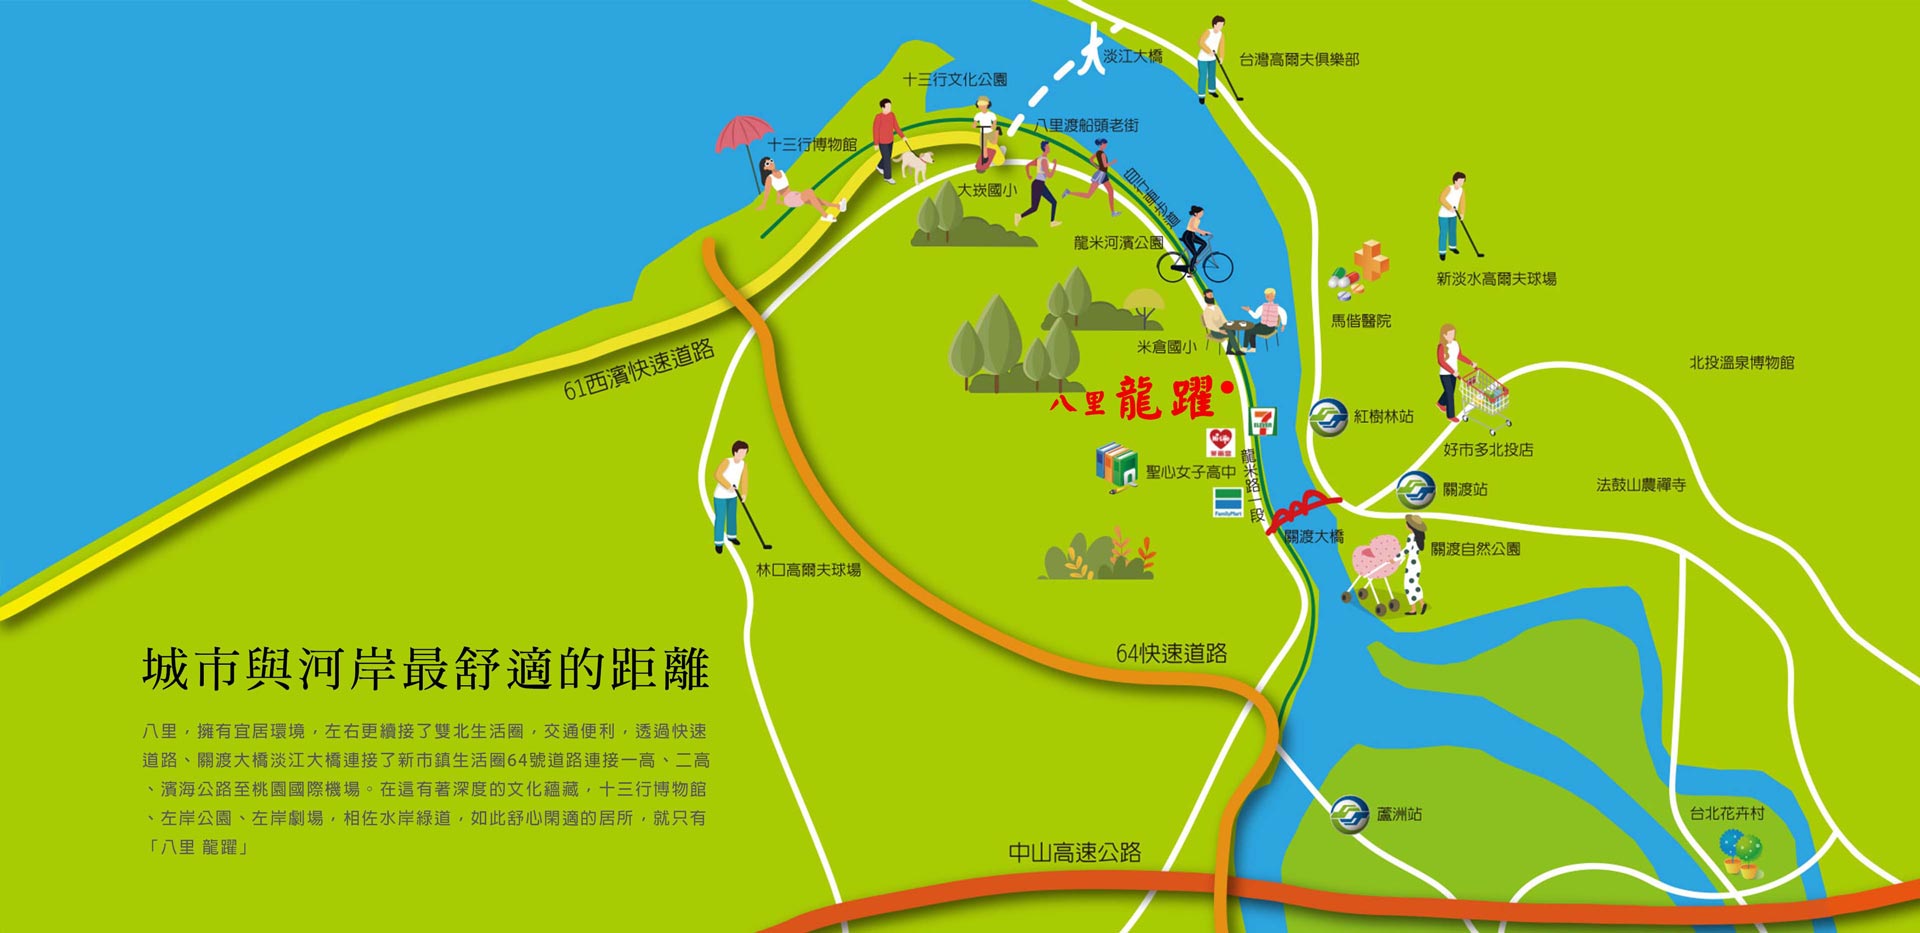 淡江大橋
台灣高爾夫俱樂部
十三行文化公園
八里渡船頭老街
十三行博物館
大崁國小
自行車步道
龍米河濱公園
新淡水高爾夫球場
馬偕醫院
米倉國小
61西濱快速道路
北投溫泉博物館
八里 龍躍
7
ELEVEN
紅樹林站
Hi-Life
萊爾富
好市多北投店
聖心女子高中
龍米路一段
FamilyMart
關渡站
法鼓山農禪寺
關渡大橋
關渡自然公園
林口高爾夫球場
64快速道路
城市與河岸最舒適的距離
八里，擁有宜居環境，左右更續接了雙北生活圈，交通便利，透過快速
道路、關渡大橋淡江大橋連接了新市鎮生活圈64號道路連接一高、二高
、濱海公路至桃園國際機場。在這有著深度的文化蘊藏，十三行博物館
、左岸公園、左岸劇場，相佐水岸綠道，如此舒心閑適的居所，就只有
「八里 龍躍」
蘆洲站
台北花卉村
中山高速公路